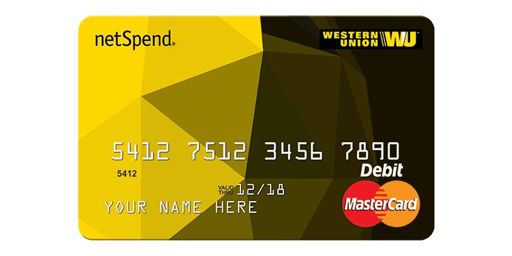 netSpend®
WESTERN UNION WU
5412 7512 3456 7890
5412
Debit
VALID THRU 12/18
YOUR NAME HERE
MasterCard